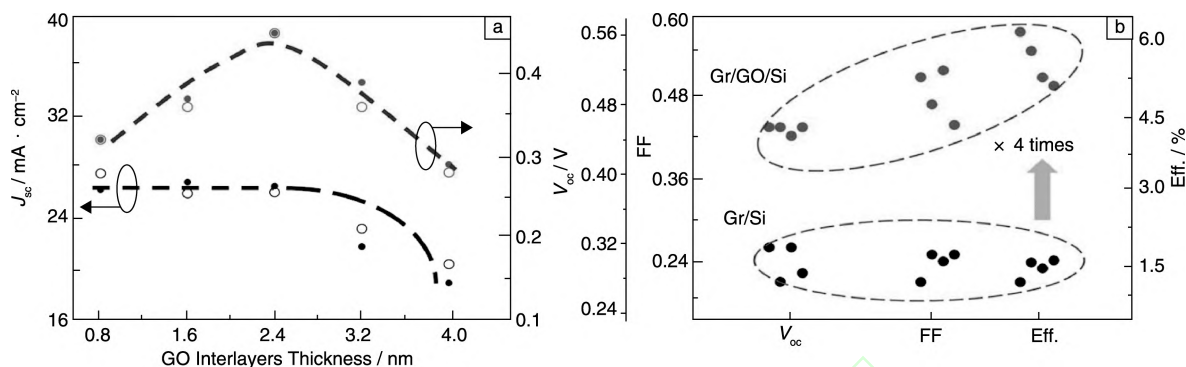 a
40
32
24
16
J_sc / mA · cm⁻²
0.8
1.6
2.4
3.2
4.0
GO Interlayers Thickness / nm
0.4
0.3
0.2
0.1
V_oc / V
0.56
0.48
0.40
0.32
0.24
b
0.60
0.48
0.36
0.24
FF
Gr/GO/Si
× 4 times
Gr/Si
V_oc
FF
Eff.
6.0
4.5
3.0
1.5
Eff. / %